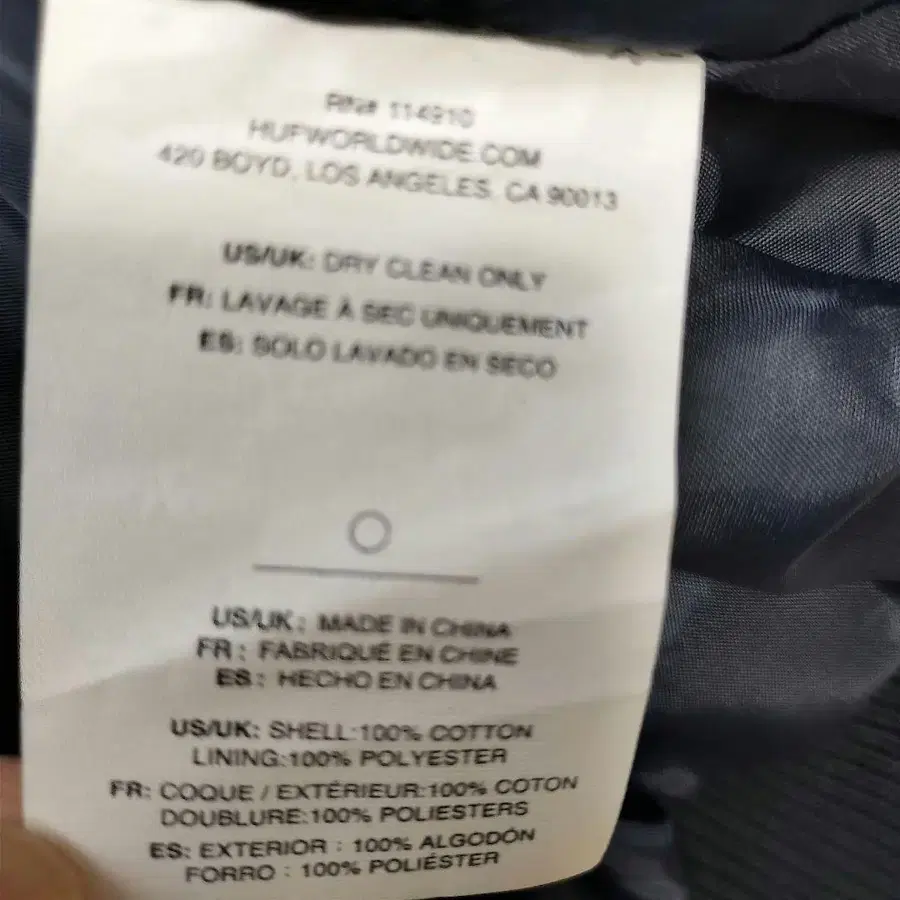 RN# 114910
HUFWORLDWIDE.COM
420 BOYD, LOS ANGELES, CA 90013
US/UK: DRY CLEAN ONLY
FR: LAVAGE À SEC UNIQUEMENT
ES: SOLO LAVADO EN SECO
US/UK: MADE IN CHINA
FR: FABRIQUÉ EN CHINE
ES: HECHO EN CHINA
US/UK: SHELL:100% COTTON
LINING:100% POLYESTER
FR: COQUE / EXTÉRIEUR:100% COTON
DOUBLURE:100% POLIESTERS
ES: EXTERIOR : 100% ALGODÓN
FORRO : 100% POLIÉSTER